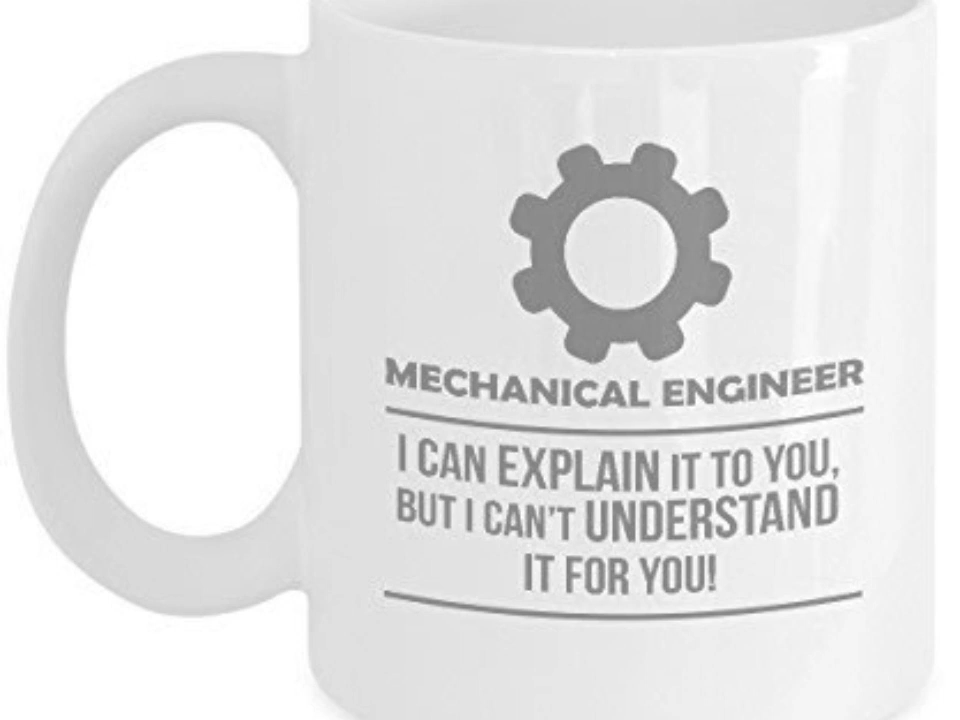 MECHANICAL ENGINEER
I CAN EXPLAIN IT TO YOU,
BUT I CAN'T UNDERSTAND
IT FOR YOU!